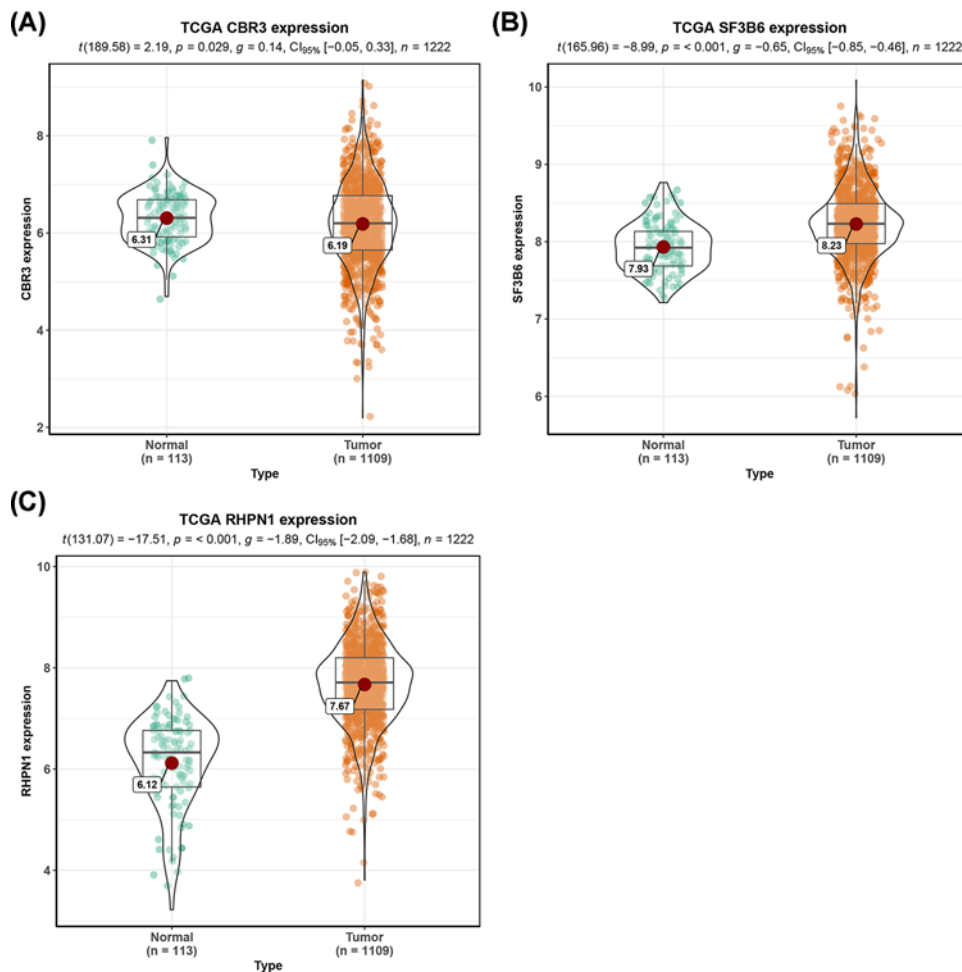 (A)
TCGA CBR3 expression
t(189.58) = 2.19, p = 0.029, g = 0.14, CI95% [-0.05, 0.33], n = 1222
CBR3 expression
8
6
4
2
6.31
6.19
Normal
(n = 113)
Tumor
(n = 1109)
Type
(B)
TCGA SF3B6 expression
t(165.96) = −8.99, p = < 0.001, g = −0.65, CI95% [-0.85, -0.46], n = 1222
SF3B6 expression
10
9
8
7
6
7.93
8.23
Normal
(n = 113)
Tumor
(n = 1109)
Type
(C)
TCGA RHPN1 expression
t(131.07) = −17.51, p = < 0.001, g = −1.89, CI95% [-2.09, -1.68], n = 1222
RHPN1 expression
10
8
6
4
6.12
7.67
Normal
(n = 113)
Tumor
(n = 1109)
Type